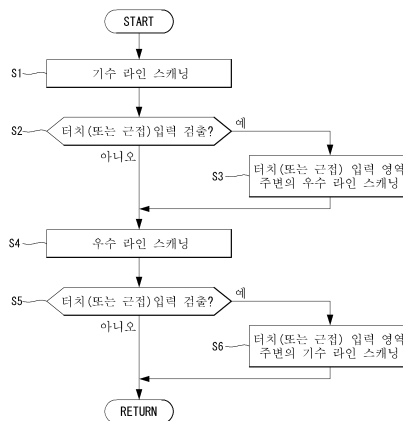 START
S1
기수 라인 스캐닝
S2
터치(또는 근접)입력 검출?
예
아니오
S3
터치(또는 근접) 입력 영역
주변의 우수 라인 스캐닝
S4
우수 라인 스캐닝
S5
터치(또는 근접)입력 검출?
예
아니오
S6
터치(또는 근접) 입력 영역
주변의 기수 라인 스캐닝
RETURN